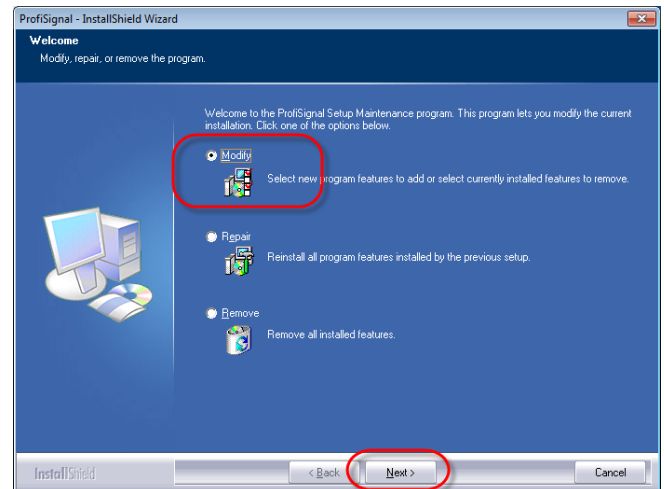 ProfiSignal - InstallShield Wizard
Welcome
Modify, repair, or remove the program.
Welcome to the ProfiSignal Setup Maintenance program. This program lets you modify the current
installation. Click one of the options below.
Modify
Select new program features to add or select currently installed features to remove.
Repair
Reinstall all program features installed by the previous setup.
Remove
Remove all installed features.
InstallShield
< Back
Next >
Cancel